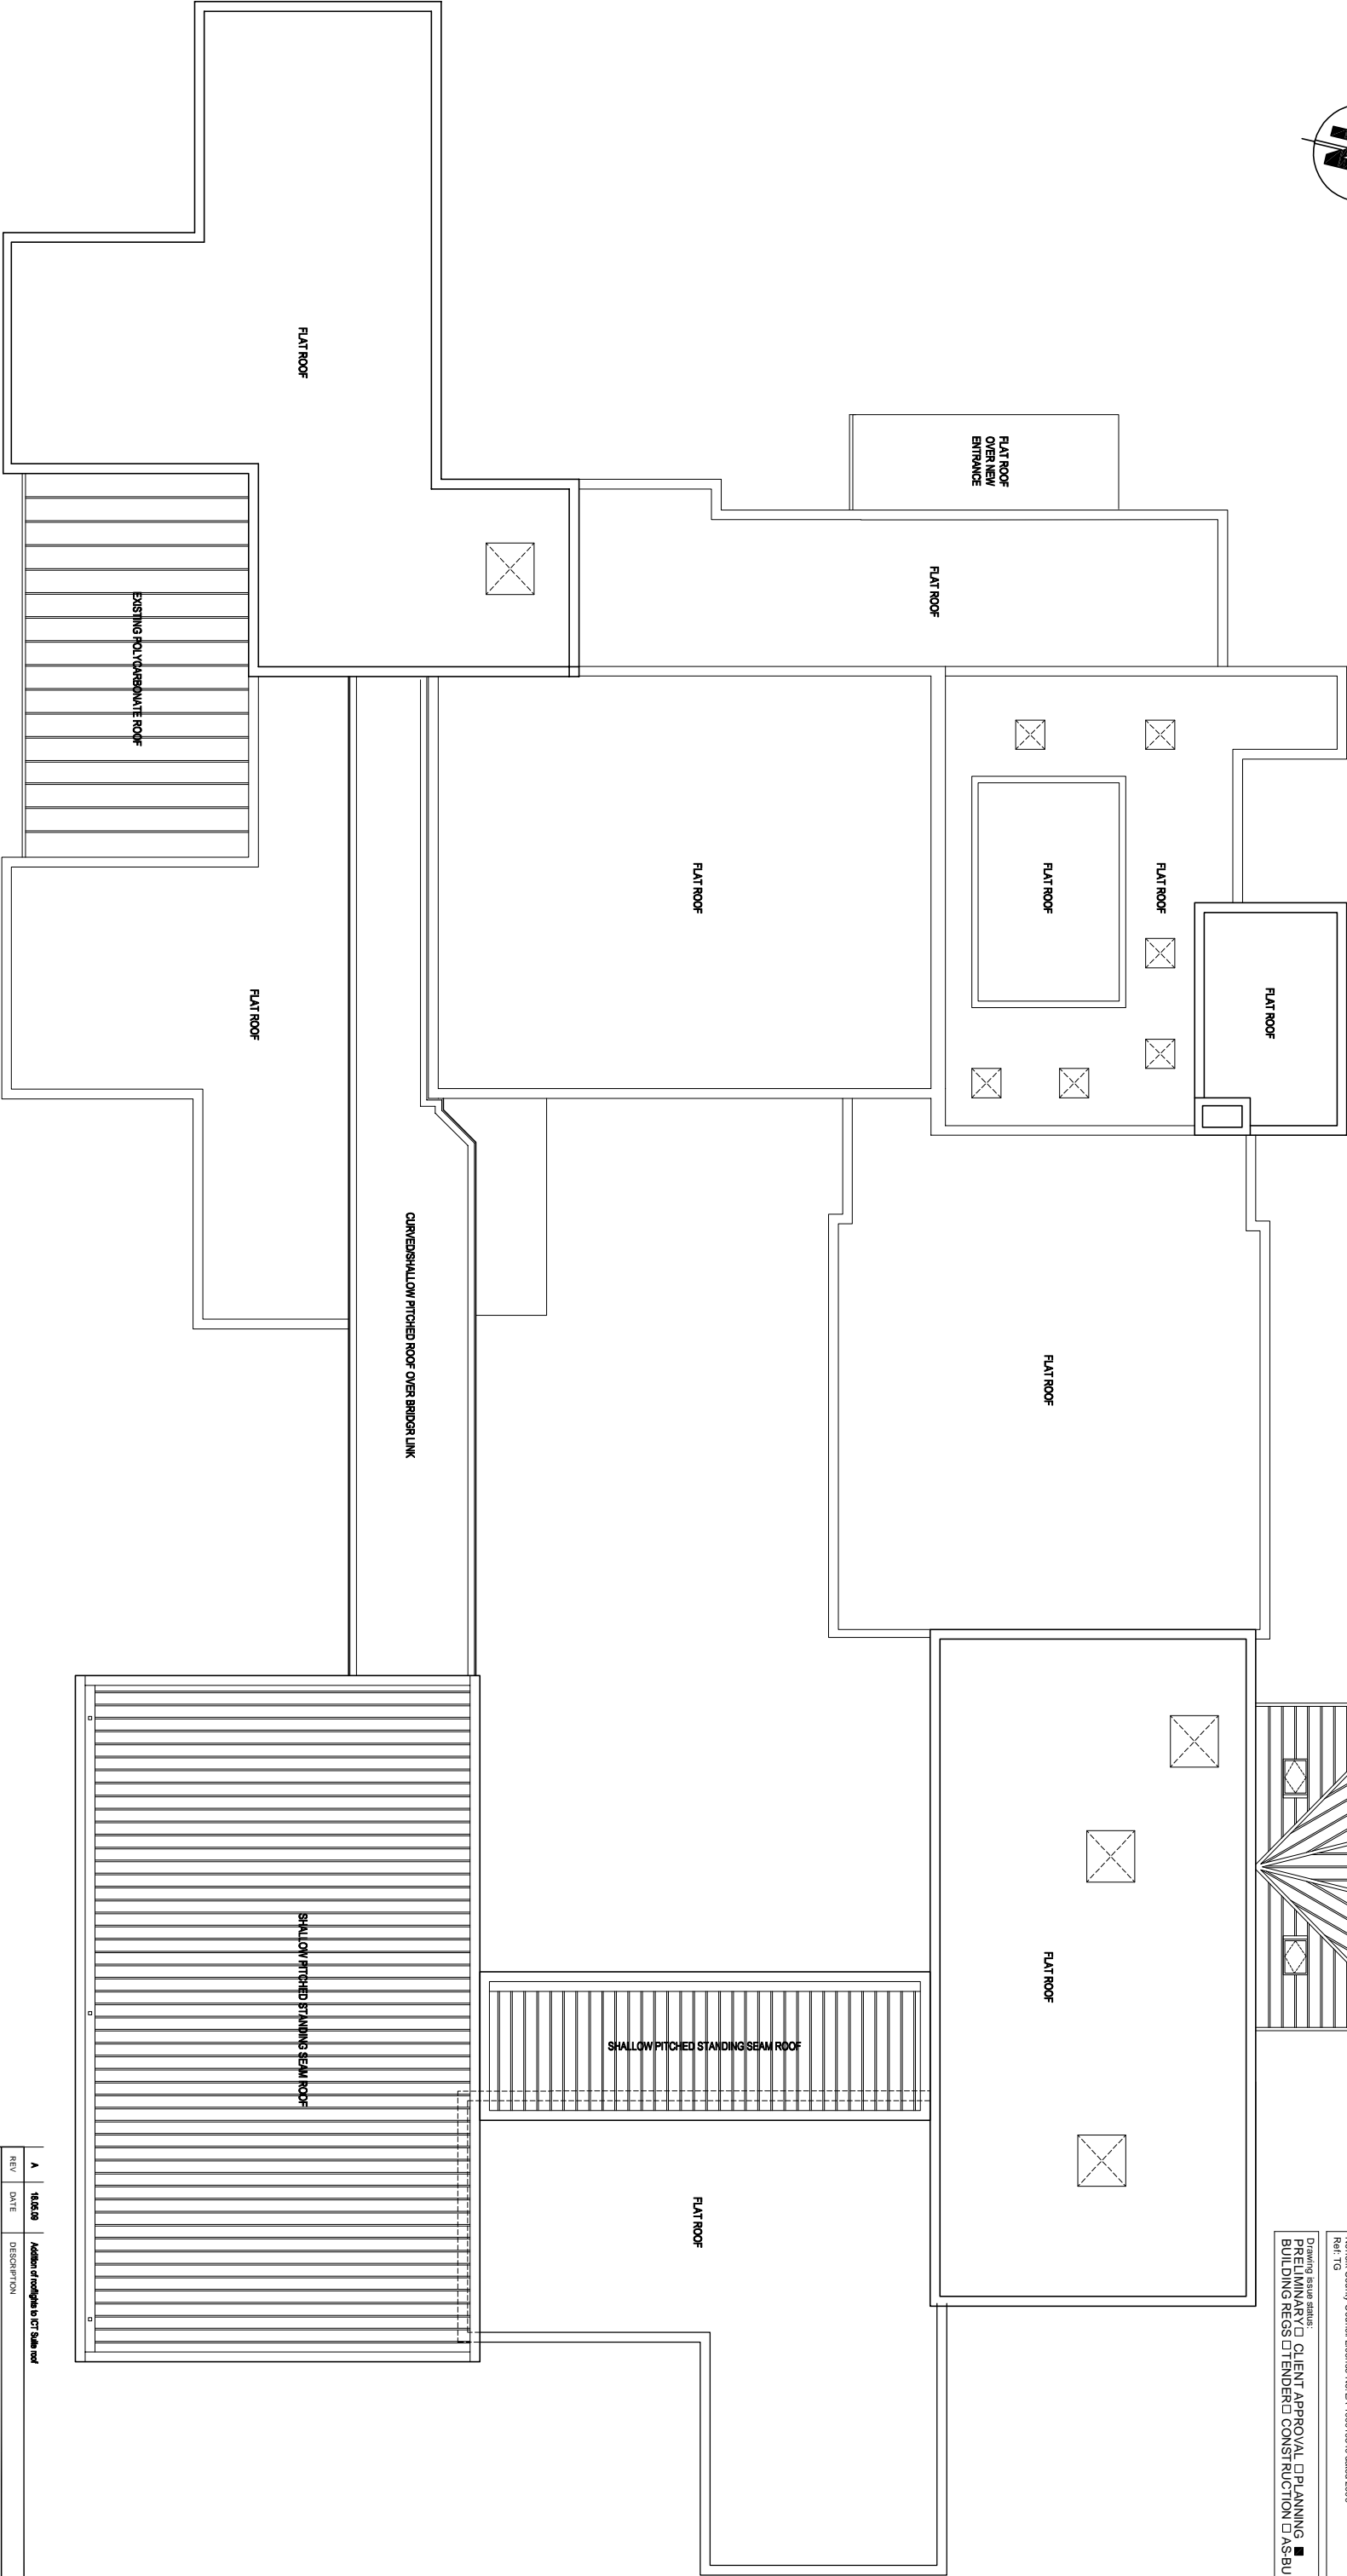 Ref: TG
Drawing issue status:
PRELIMINARY □ CLIENT APPROVAL □ PLANNING ■
BUILDING REGS □ TENDER □ CONSTRUCTION □
FLAT ROOF
FLAT ROOF
FLAT ROOF
FLAT ROOF
FLAT ROOF
FLAT ROOF
OVER NEW
ENTRANCE
FLAT ROOF
FLAT ROOF
SHALLOW PITCHED STANDING SEAM ROOF
FLAT ROOF
CURVED/SHALLOW PITCHED ROOF OVER BRIDGR LINK
FLAT ROOF
SHALLOW PITCHED STANDING SEAM ROOF
FLAT ROOF
EXISTING POLYCARBONATE ROOF
A 18.05.09 Addition of rooflights to ICT Suite roof
REV DATE DESCRIPTION